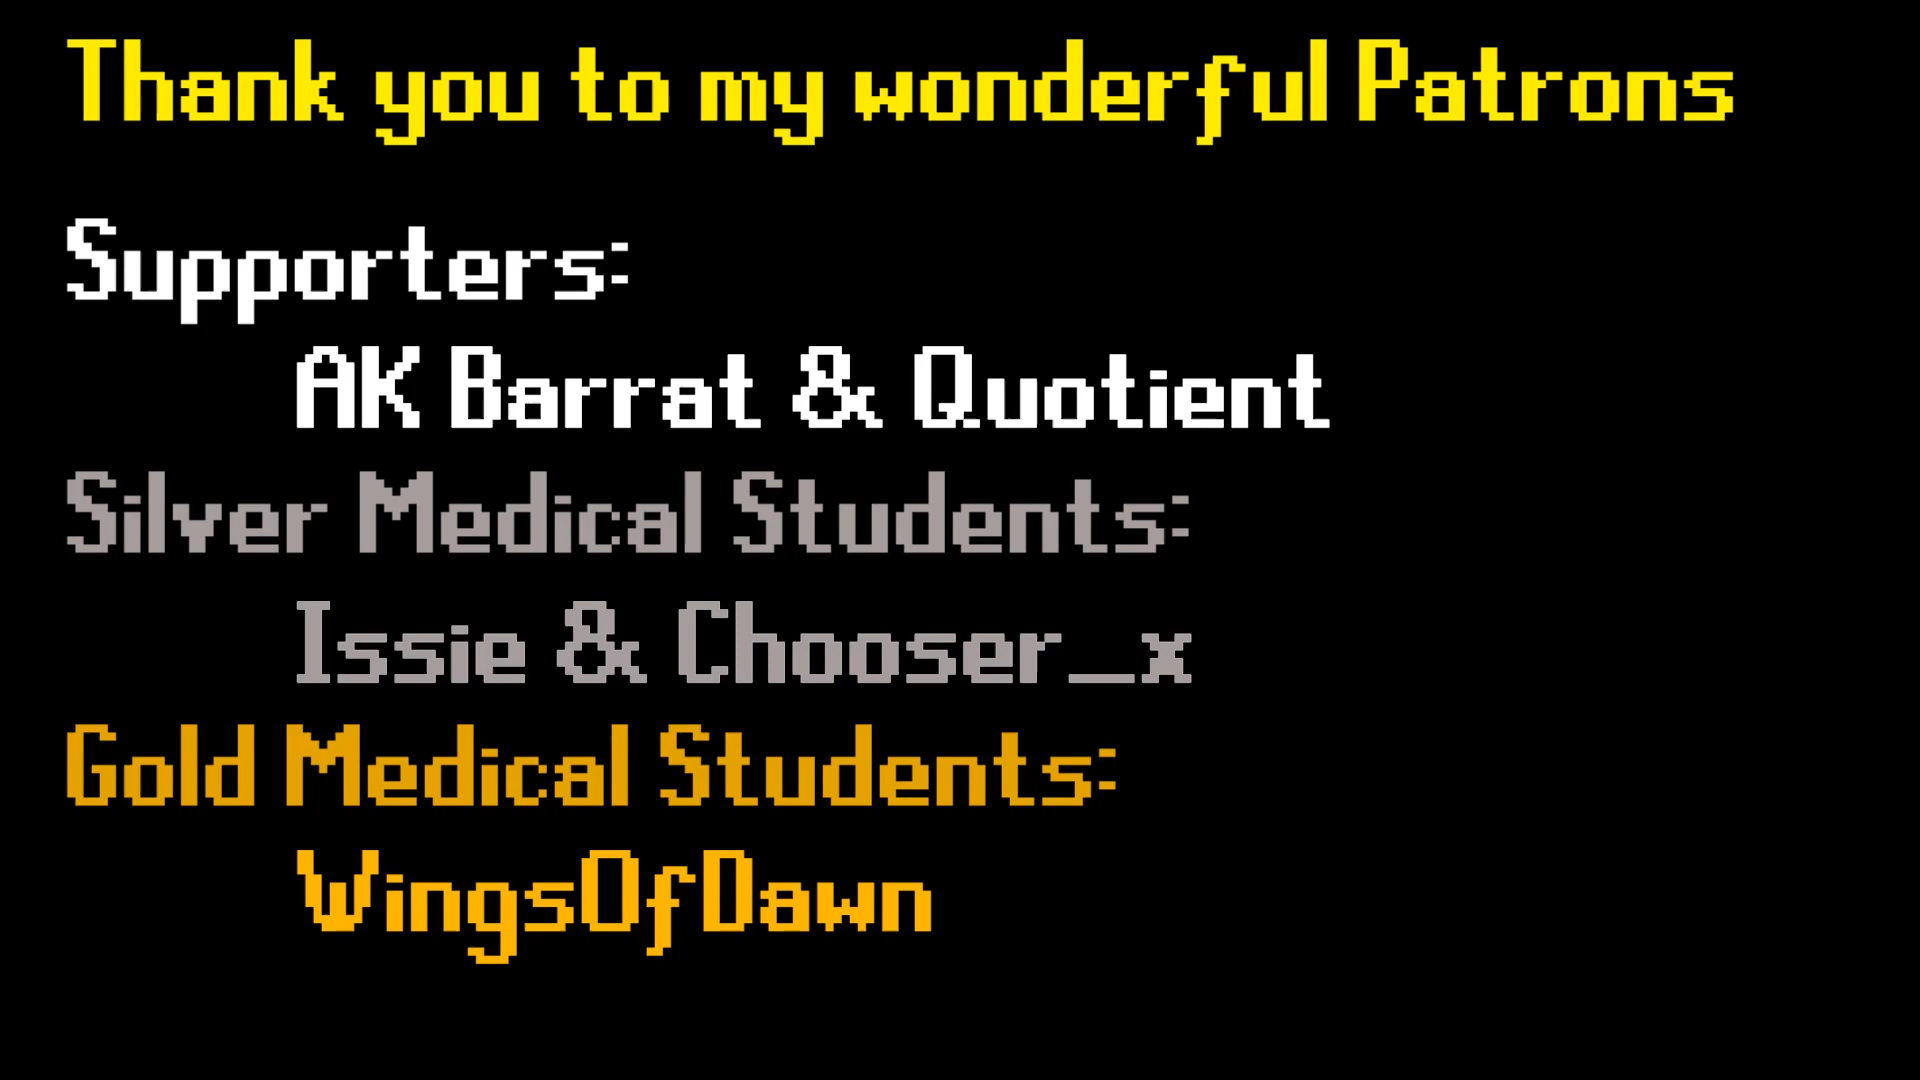 Thank you to my wonderful Patrons
Supporters:
AK Barrat & Quotient
Silver Medical Students:
Issie & Chooser_x
Gold Medical Students:
WingsOfDawn